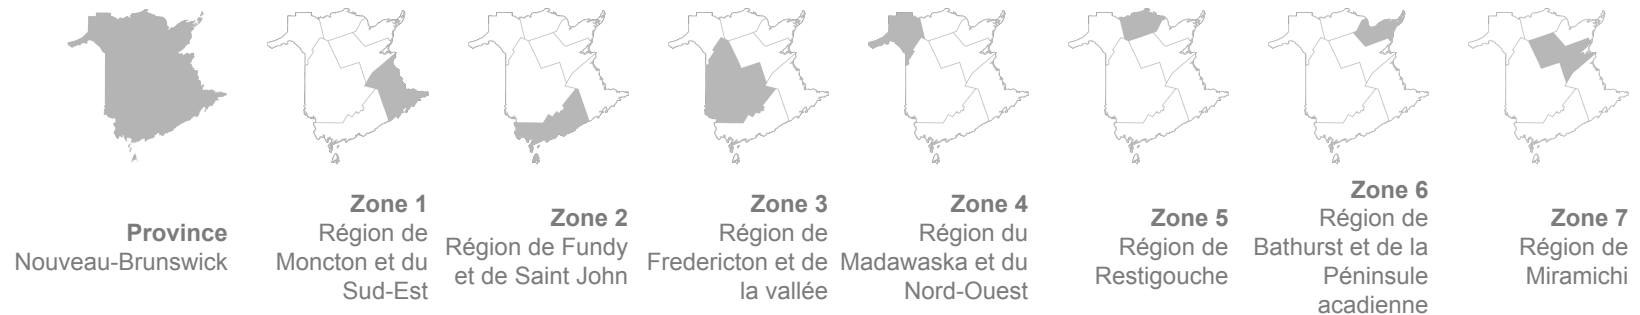 Province
Nouveau-Brunswick
Zone 1
Région de
Moncton et du
Sud-Est
Zone 2
Région de Fundy
et de Saint John
Zone 3
Région de
Fredericton et de
la vallée
Zone 4
Région du
Madawaska et du
Nord-Ouest
Zone 5
Région de
Restigouche
Zone 6
Région de
Bathurst et de la
Péninsule
acadienne
Zone 7
Région de
Miramichi